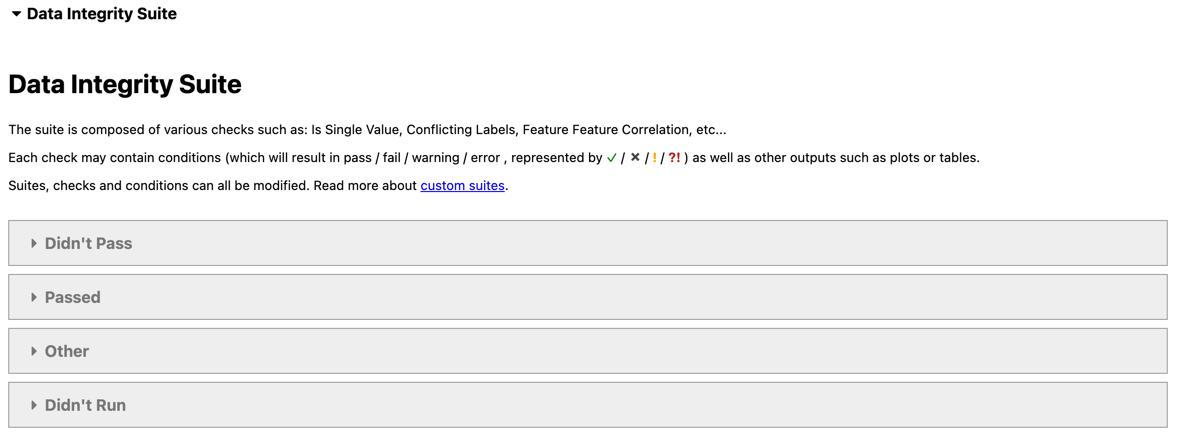 Data Integrity Suite
Data Integrity Suite
The suite is composed of various checks such as: Is Single Value, Conflicting Labels, Feature Feature Correlation, etc...
Each check may contain conditions (which will result in pass / fail / warning / error , represented by ✓ / ✖ / ! / ?! ) as well as other outputs such as plots or tables.
Suites, checks and conditions can all be modified. Read more about custom suites.
Didn't Pass
Passed
Other
Didn't Run